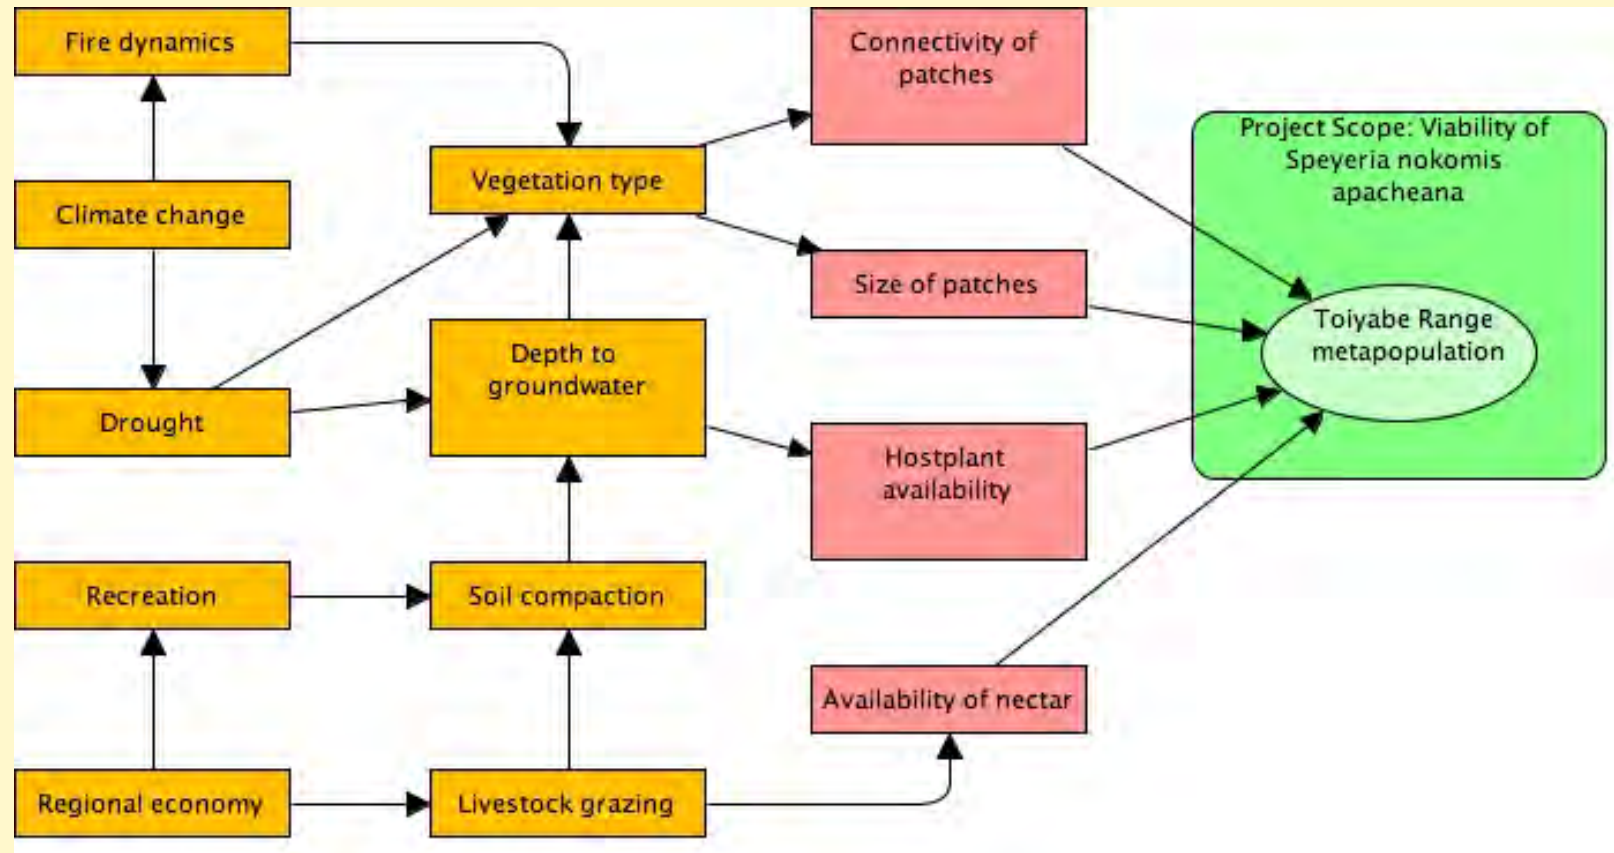 Fire dynamics
Climate change
Drought
Recreation
Regional economy
Vegetation type
Depth to
groundwater
Soil compaction
Livestock grazing
Connectivity of
patches
Size of patches
Hostplant
availability
Availability of nectar
Project Scope: Viability of
Speyeria nokomis
apacheana
Toiyabe Range
metapopulation